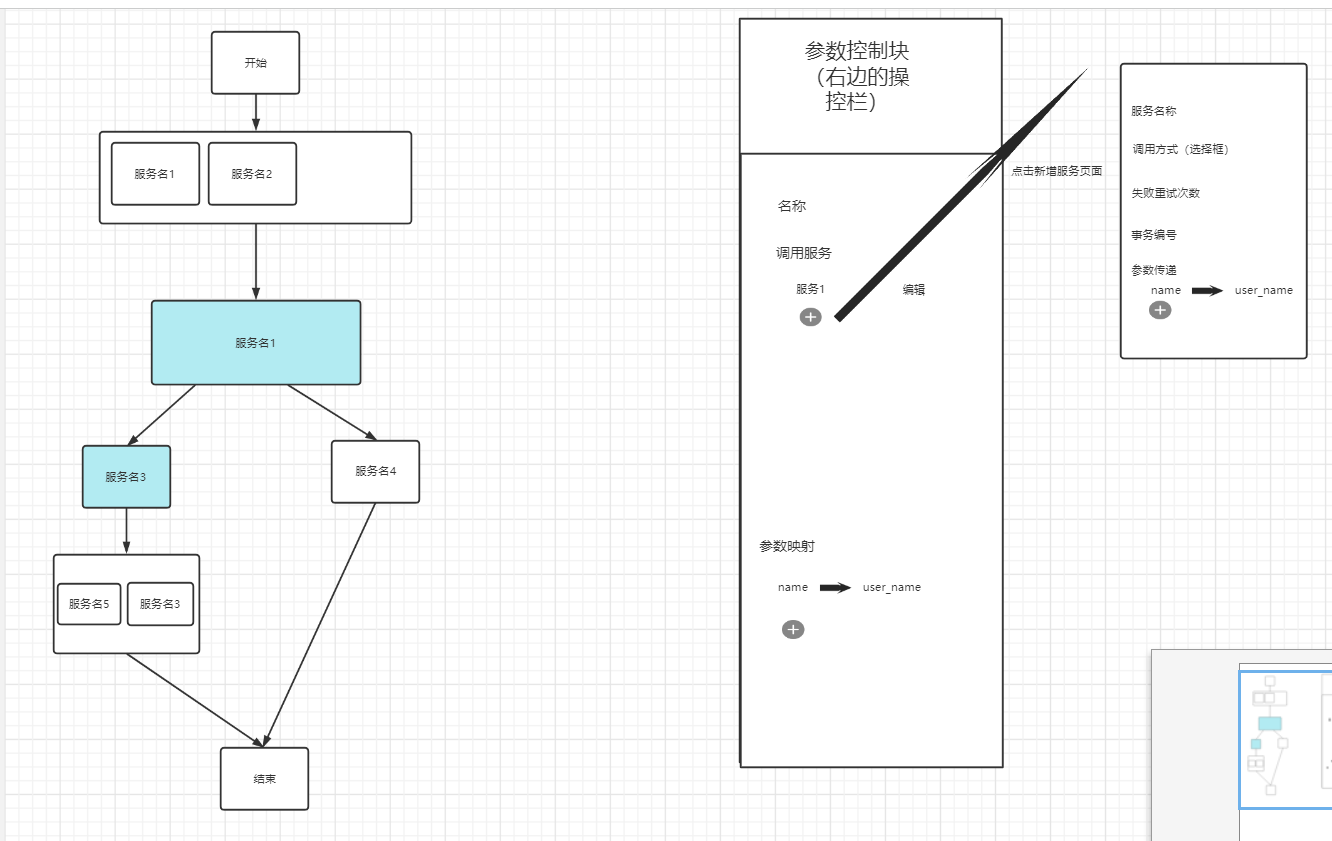 开始
服务名1
服务名2
服务名1
服务名3
服务名4
服务名5
服务名3
结束
参数控制块
（右边的操
控栏）
名称
调用服务
服务1
编辑
参数映射
name
user_name
点击新增服务页面
服务名称
调用方式（选择框）
失败重试次数
事务编号
参数传递
name
user_name